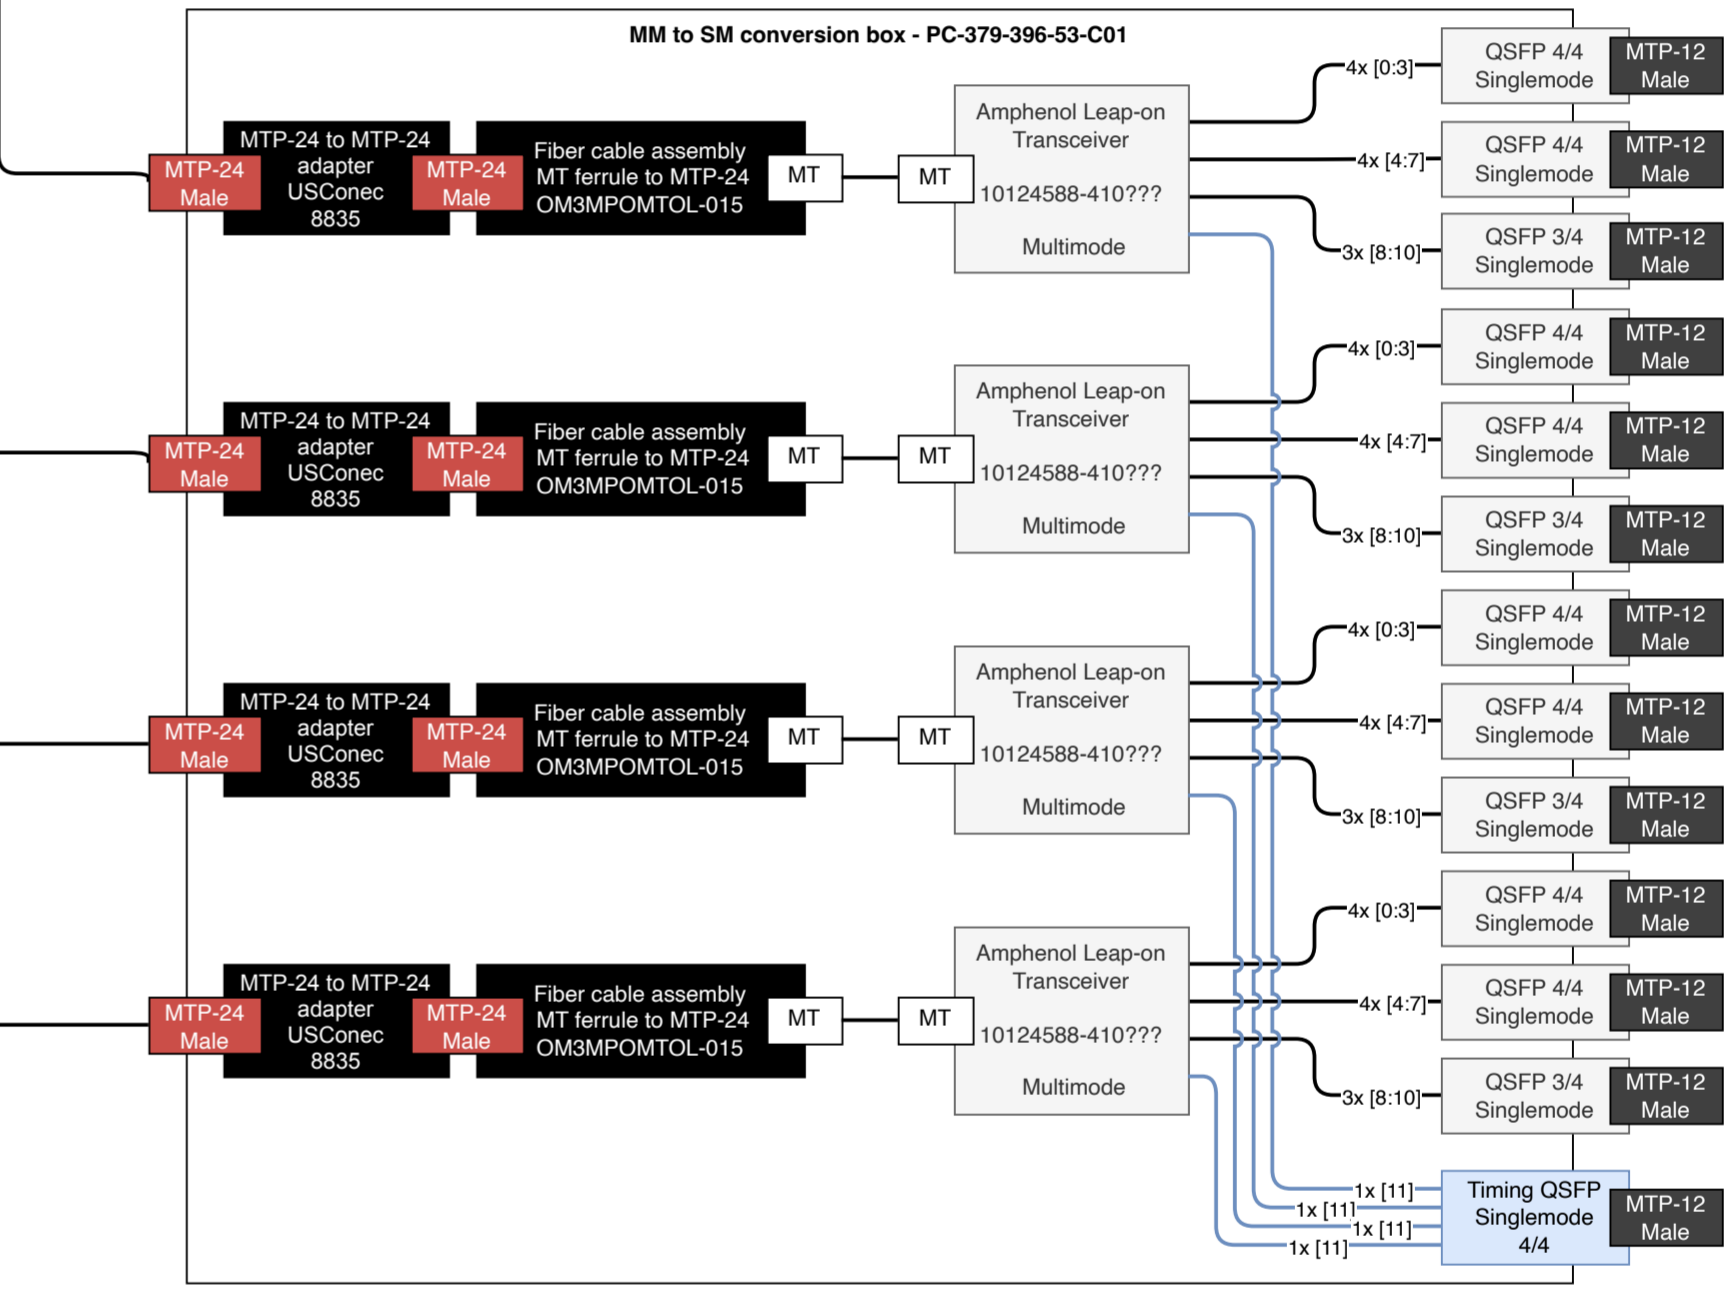 MM to SM conversion box - PC-379-396-53-C01
MTP-24
Male
MTP-24 to MTP-24
adapter
USConec
8835
MTP-24
Male
Fiber cable assembly
MT ferrule to MTP-24
OM3MPOMTOL-015
MT
MT
Amphenol Leap-on
Transceiver
10124588-410???
Multimode
4x [0:3]
QSFP 4/4
Singlemode
MTP-12
Male
4x [4:7]
QSFP 4/4
Singlemode
MTP-12
Male
3x [8:10]
QSFP 3/4
Singlemode
MTP-12
Male
MTP-24
Male
MTP-24 to MTP-24
adapter
USConec
8835
MTP-24
Male
Fiber cable assembly
MT ferrule to MTP-24
OM3MPOMTOL-015
MT
MT
Amphenol Leap-on
Transceiver
10124588-410???
Multimode
4x [0:3]
QSFP 4/4
Singlemode
MTP-12
Male
4x [4:7]
QSFP 4/4
Singlemode
MTP-12
Male
3x [8:10]
QSFP 3/4
Singlemode
MTP-12
Male
MTP-24
Male
MTP-24 to MTP-24
adapter
USConec
8835
MTP-24
Male
Fiber cable assembly
MT ferrule to MTP-24
OM3MPOMTOL-015
MT
MT
Amphenol Leap-on
Transceiver
10124588-410???
Multimode
4x [0:3]
QSFP 4/4
Singlemode
MTP-12
Male
4x [4:7]
QSFP 4/4
Singlemode
MTP-12
Male
3x [8:10]
QSFP 3/4
Singlemode
MTP-12
Male
MTP-24
Male
MTP-24 to MTP-24
adapter
USConec
8835
MTP-24
Male
Fiber cable assembly
MT ferrule to MTP-24
OM3MPOMTOL-015
MT
MT
Amphenol Leap-on
Transceiver
10124588-410???
Multimode
4x [0:3]
QSFP 4/4
Singlemode
MTP-12
Male
4x [4:7]
QSFP 4/4
Singlemode
MTP-12
Male
3x [8:10]
QSFP 3/4
Singlemode
MTP-12
Male
1x [11]
1x [11]
1x [11]
1x [11]
Timing QSFP
Singlemode
4/4
MTP-12
Male